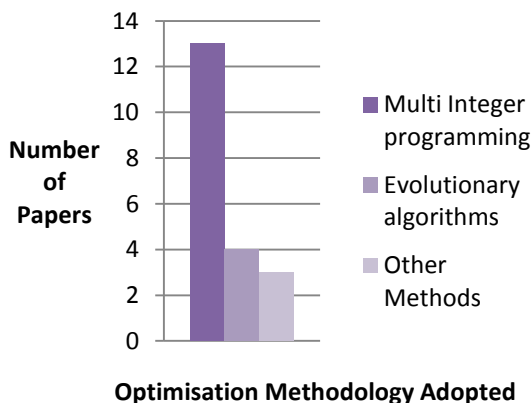 14
12
10
8
6
4
2
0
Number
of
Papers
Multi Integer
programming
Evolutionary
algorithms
Other
Methods
Optimisation Methodology Adopted